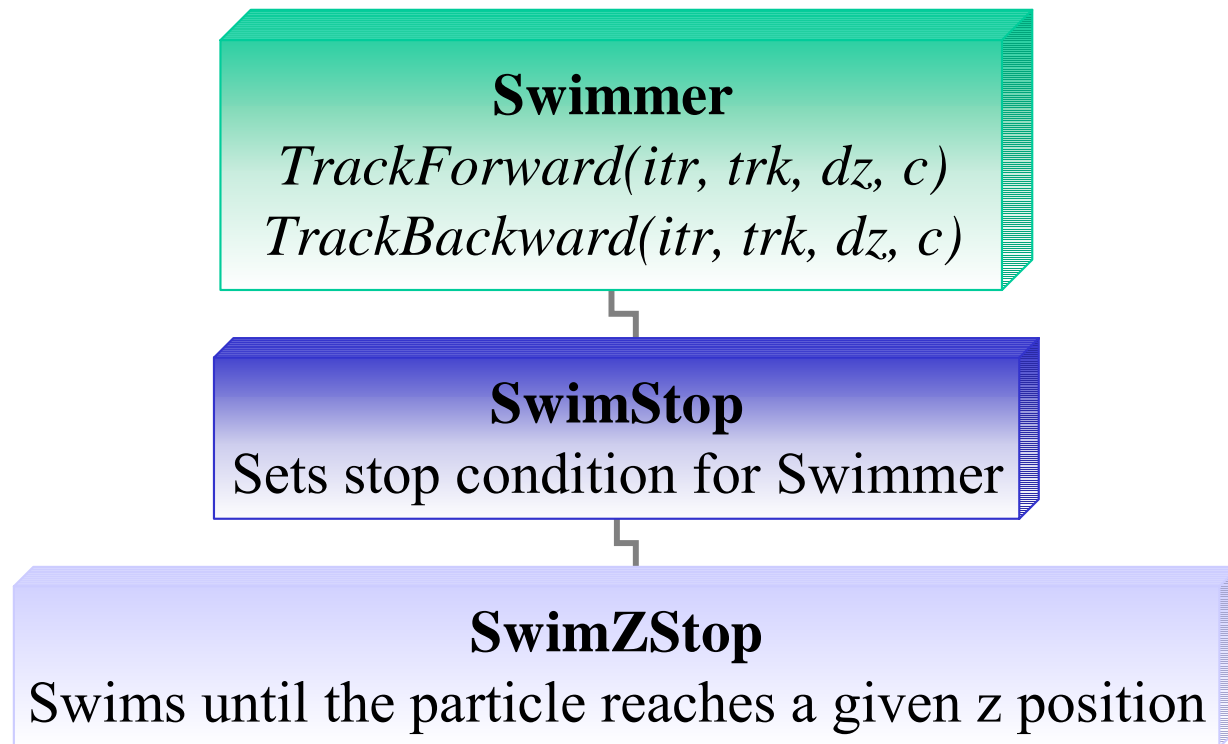 Swimmer
TrackForward(itr, trk, dz, c)
TrackBackward(itr, trk, dz, c)
SwimStop
Sets stop condition for Swimmer
SwimZStop
Swims until the particle reaches a given z position